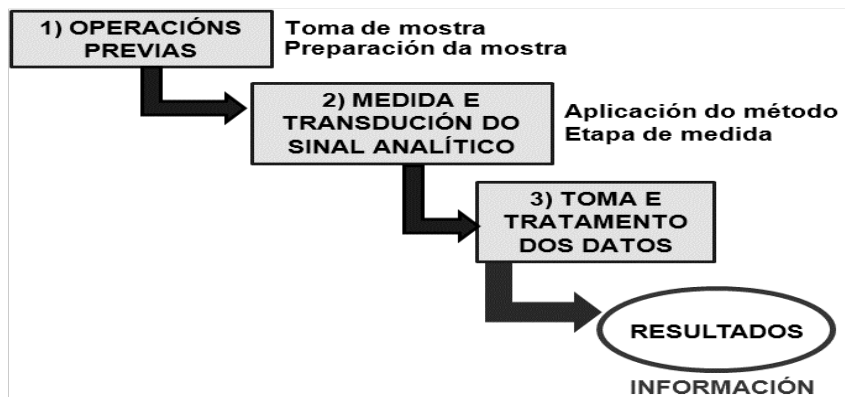 1) OPERACIÓNS
PREVIAS
Toma de mostra
Preparación da mostra
2) MEDIDA E
TRANSDUCIÓN DO
SINAL ANALÍTICO
Aplicación do método
Etapa de medida
3) TOMA E
TRATAMENTO
DOS DATOS
RESULTADOS
INFORMACIÓN